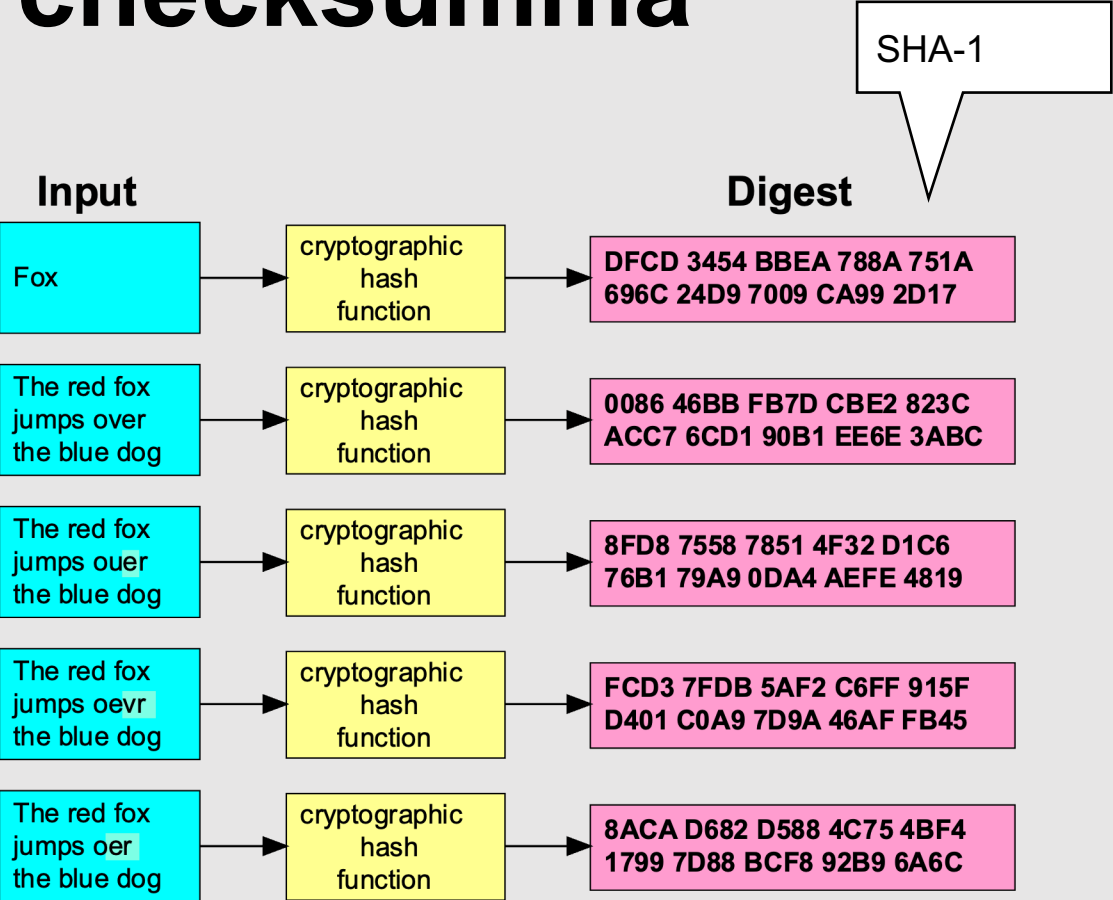 checksumma
SHA-1
Input
Digest
Fox
cryptographic
hash
function
DFCD 3454 BBEA 788A 751A
696C 24D9 7009 CA99 2D17
The red fox
jumps over
the blue dog
cryptographic
hash
function
0086 46BB FB7D CBE2 823C
ACC7 6CD1 90B1 EE6E 3ABC
The red fox
jumps ouer
the blue dog
cryptographic
hash
function
8FD8 7558 7851 4F32 D1C6
76B1 79A9 0DA4 AEFE 4819
The red fox
jumps oevr
the blue dog
cryptographic
hash
function
FCD3 7FDB 5AF2 C6FF 915F
D401 C0A9 7D9A 46AF FB45
The red fox
jumps oer
the blue dog
cryptographic
hash
function
8ACA D682 D588 4C75 4BF4
1799 7D88 BCF8 92B9 6A6C